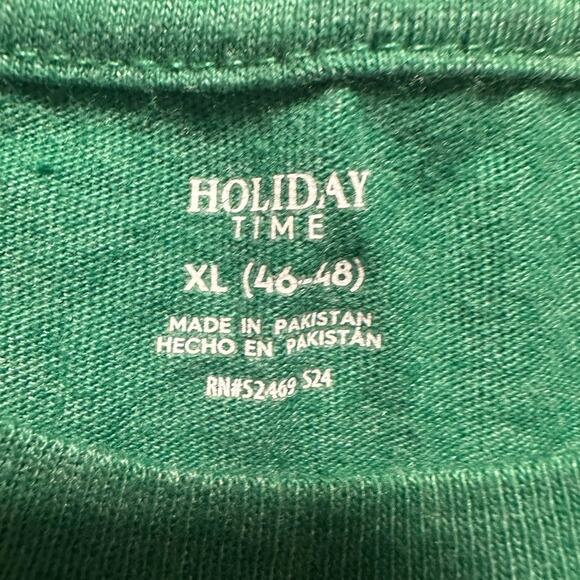 HOLIDAY
TIME
XL (46-48)
MADE IN PAKISTAN
HECHO EN PAKISTÁN
RN#52469 S24